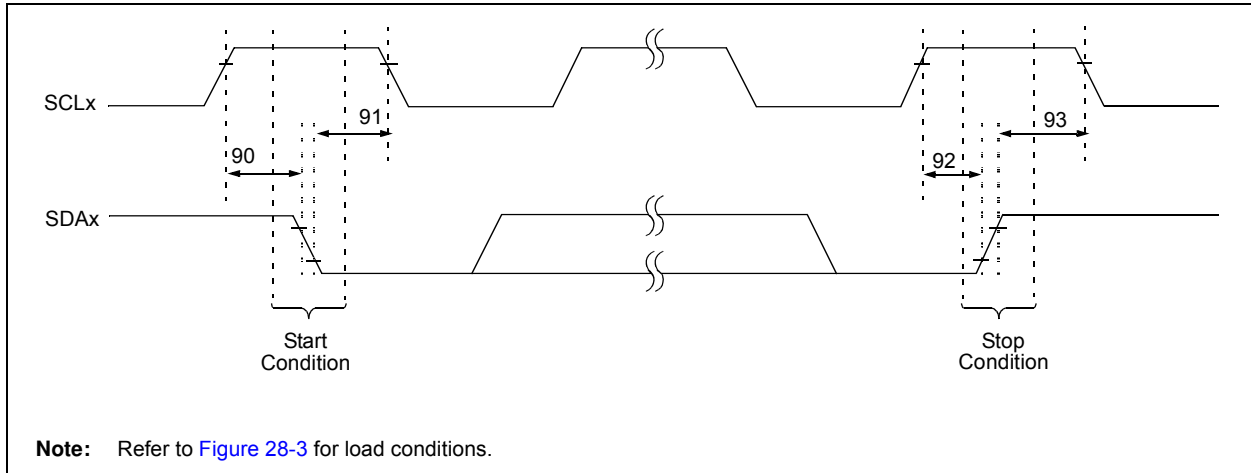 SCLx
91
93
90
92
SDAx
Start
Condition
Stop
Condition
Note: Refer to Figure 28-3 for load conditions.